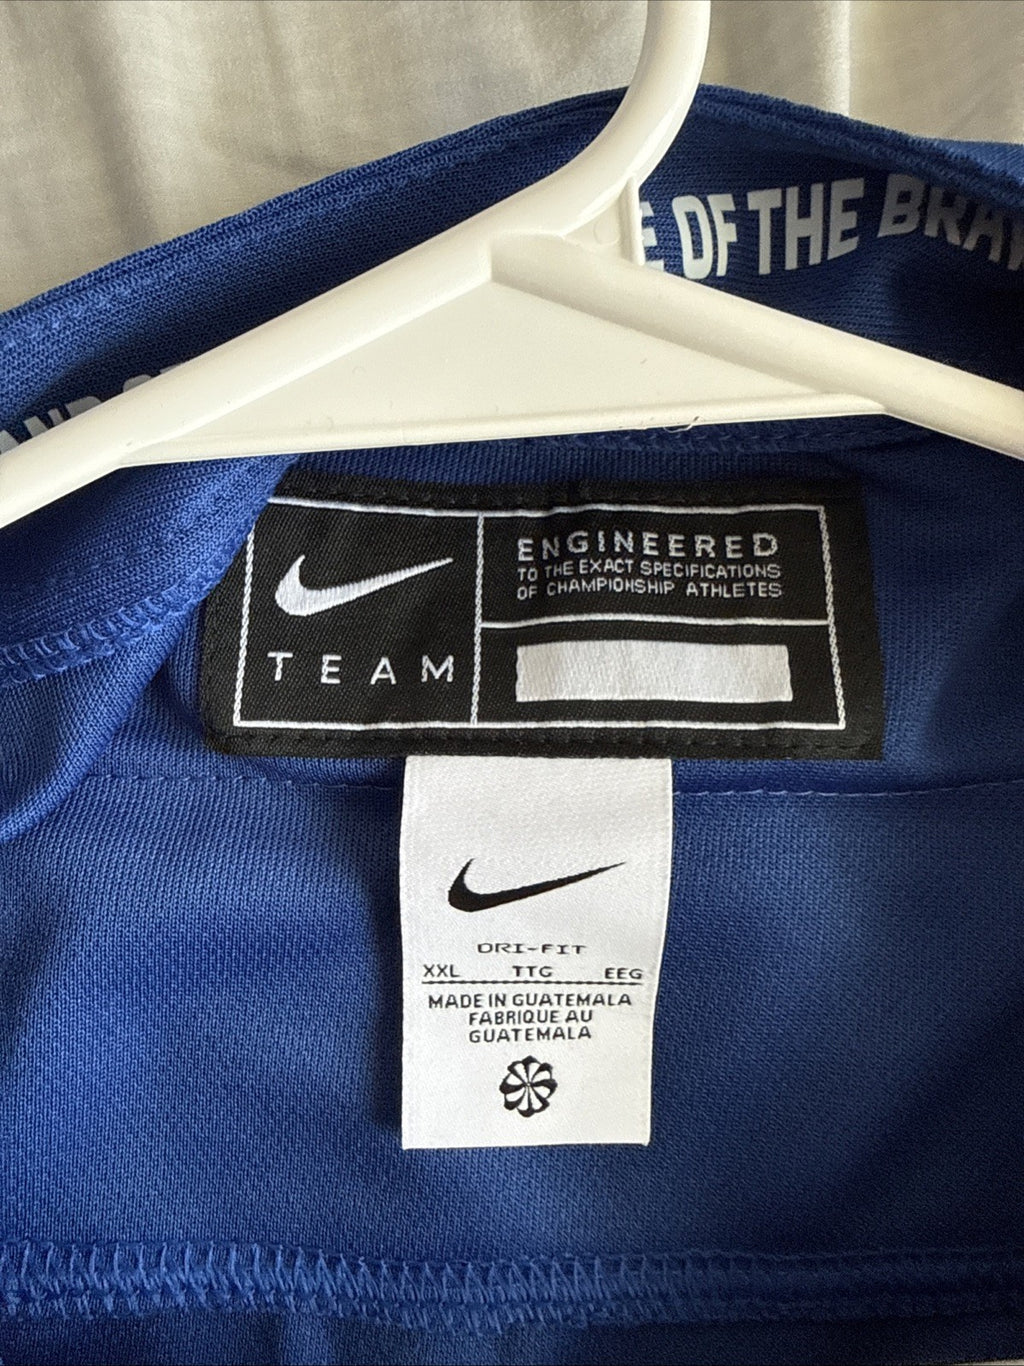 OF THE
TEAM
ENGINEERED
TO THE EXACT SPECIFICATIONS
OF CHAMPIONSHIP ATHLETES
DRI-FIT
XXL TTG EEG
MADE IN GUATEMALA
FABRIQUE AU
GUATEMALA